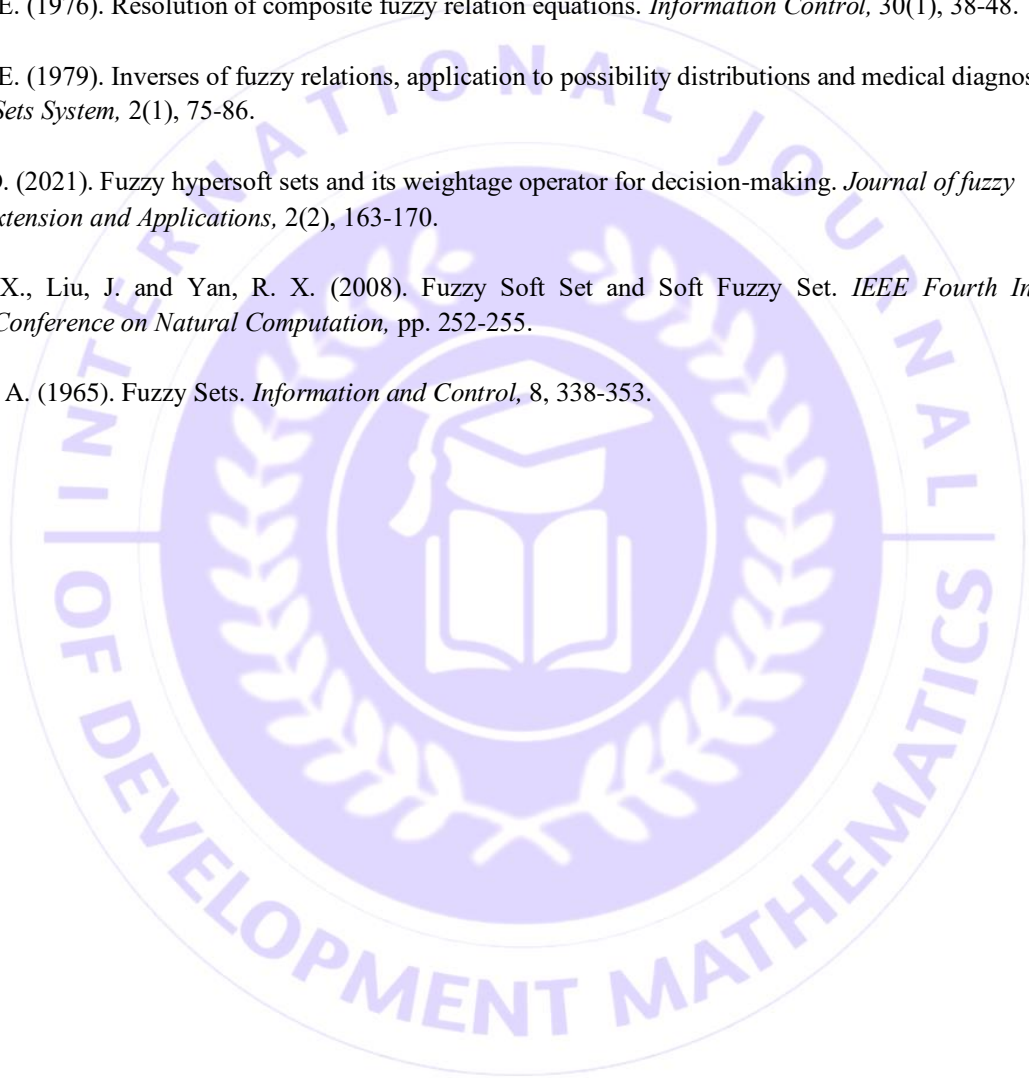 E. (1976). Resolution of composite fuzzy relation equations. Information Control, 30(1), 38-48.
E. (1979). Inverses of fuzzy relations, application to possibility distributions and medical diagnos
Sets System, 2(1), 75-86.
. (2021). Fuzzy hypersoft sets and its weightage operator for decision-making. Journal of fuzzy
xtension and Applications, 2(2), 163-170.
X., Liu, J. and Yan, R. X. (2008). Fuzzy Soft Set and Soft Fuzzy Set. IEEE Fourth In
Conference on Natural Computation, pp. 252-255.
A. (1965). Fuzzy Sets. Information and Control, 8, 338-353.
INTERNATIONAL JOURNAL
OF DEVELOPMENT MATHEMATICS